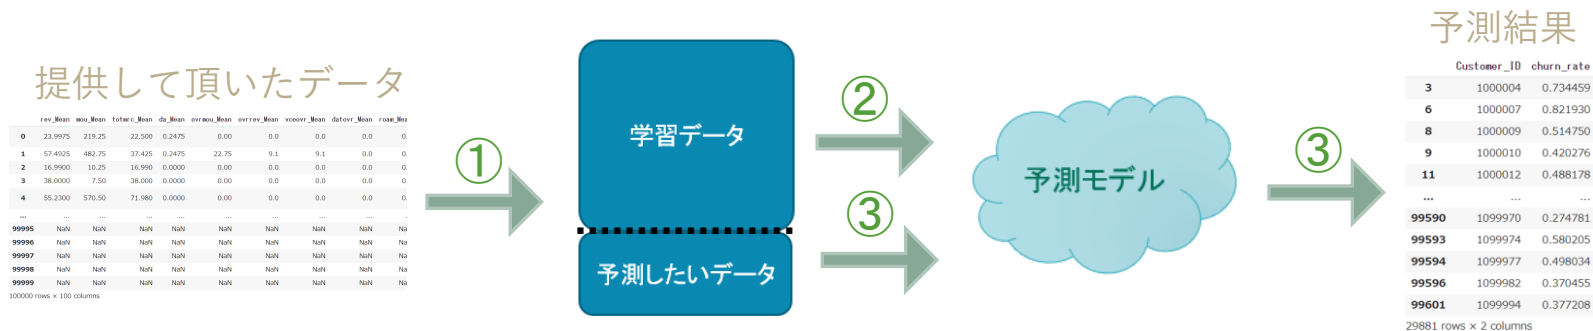 提供して頂いたデータ
rev_Mean mou_Mean totmrc_Mean da_Mean ovrmou_Mean ovrrev_Mean vceovr_Mean datovr_Mean roam_Mea
0 23.9975 219.25 22.500 0.2475 0.00 0.0 0.0 0.0 0.
1 57.4925 482.75 37.425 0.2475 22.75 9.1 9.1 0.0 0.
2 16.9900 10.25 16.990 0.0000 0.00 0.0 0.0 0.0 0.
3 38.0000 7.50 38.000 0.0000 0.00 0.0 0.0 0.0 0.
4 55.2300 570.50 71.980 0.0000 0.00 0.0 0.0 0.0 0.
... ... ... ... ... ... ... ... ... ...
99995 NaN NaN NaN NaN NaN NaN NaN NaN Na
99996 NaN NaN NaN NaN NaN NaN NaN NaN Na
99997 NaN NaN NaN NaN NaN NaN NaN NaN Na
99998 NaN NaN NaN NaN NaN NaN NaN NaN Na
99999 NaN NaN NaN NaN NaN NaN NaN NaN Na
100000 rows × 100 columns
①
学習データ
予測したいデータ
②
③
予測モデル
③
予測結果
Customer_ID churn_rate
3 1000004 0.734459
6 1000007 0.821930
8 1000009 0.514750
9 1000010 0.420276
11 1000012 0.488178
... ... ...
99590 1099970 0.274781
99593 1099974 0.580205
99594 1099977 0.498034
99596 1099982 0.370455
99601 1099994 0.377208
29881 rows × 2 columns